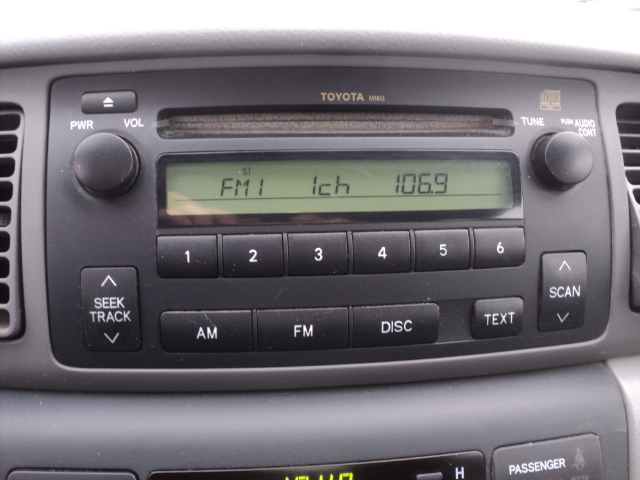 TOYOTA A51813
PWR VOL
TUNE PUSH AUDIO CONT
ST
FM1 1ch 106.9
1 2 3 4 5 6
SEEK TRACK
SCAN
AM FM DISC TEXT
H
PASSENGER